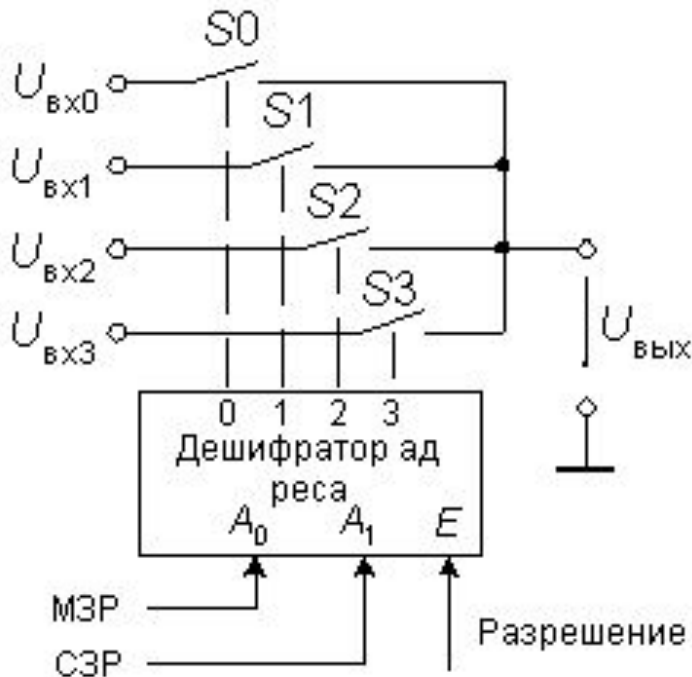 S0
Uвх0
S1
Uвх1
S2
Uвх2
S3
Uвх3
Uвых
0 1 2 3
Дешифратор ад
реса
A0 A1 E
МЗР
Разрешение
СЗР